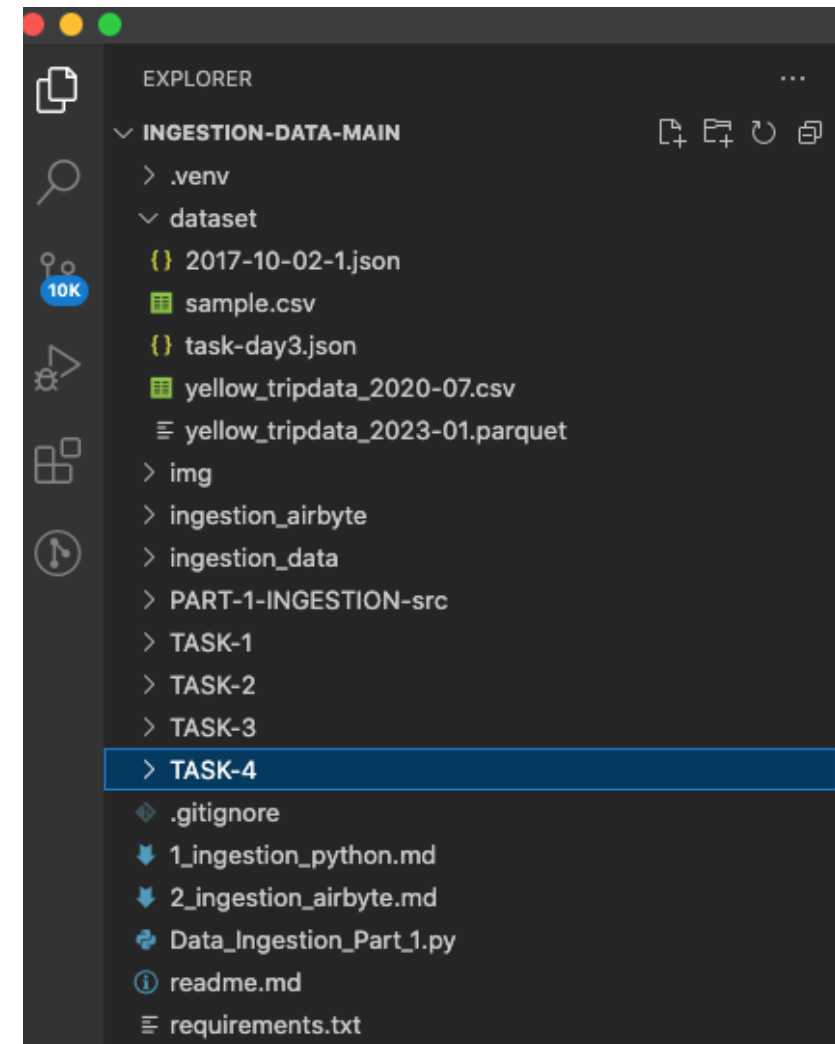 EXPLORER
INGESTION-DATA-MAIN
.venv
dataset
2017-10-02-1.json
10K
sample.csv
task-day3.json
yellow_tripdata_2020-07.csv
yellow_tripdata_2023-01.parquet
img
ingestion_airbyte
ingestion_data
PART-1-INGESTION-src
TASK-1
TASK-2
TASK-3
TASK-4
.gitignore
1_ingestion_python.md
2_ingestion_airbyte.md
Data_Ingestion_Part_1.py
readme.md
requirements.txt